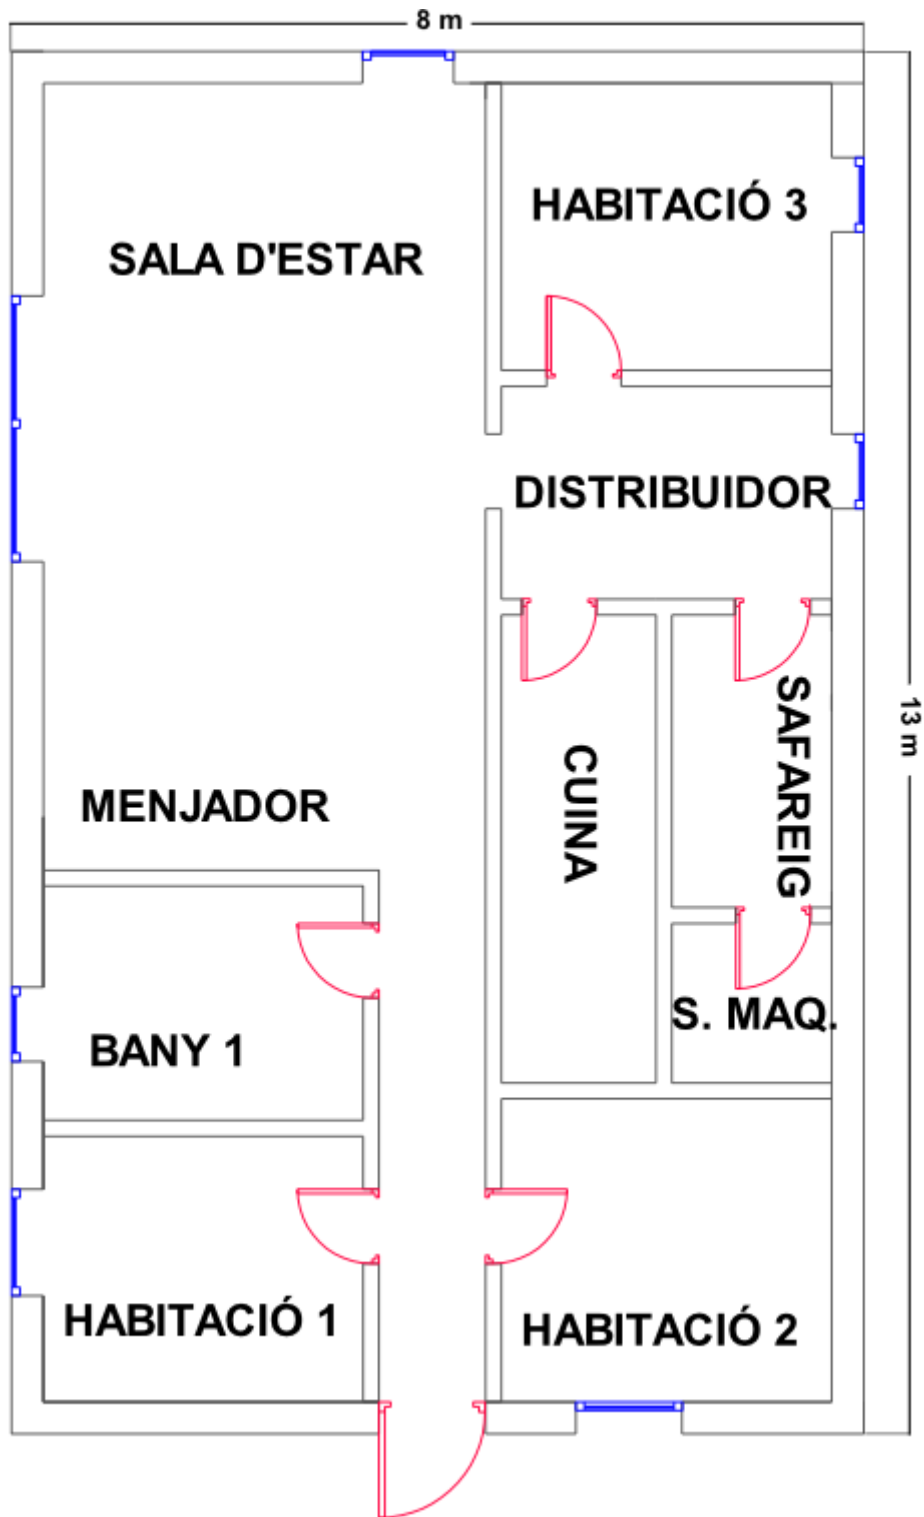 8 m
HABITACIÓ 3
SALA D'ESTAR
DISTRIBUIDOR
SAFAREIG
13 m
CUINA
MENJADOR
S. MAQ.
BANY 1
HABITACIÓ 1
HABITACIÓ 2